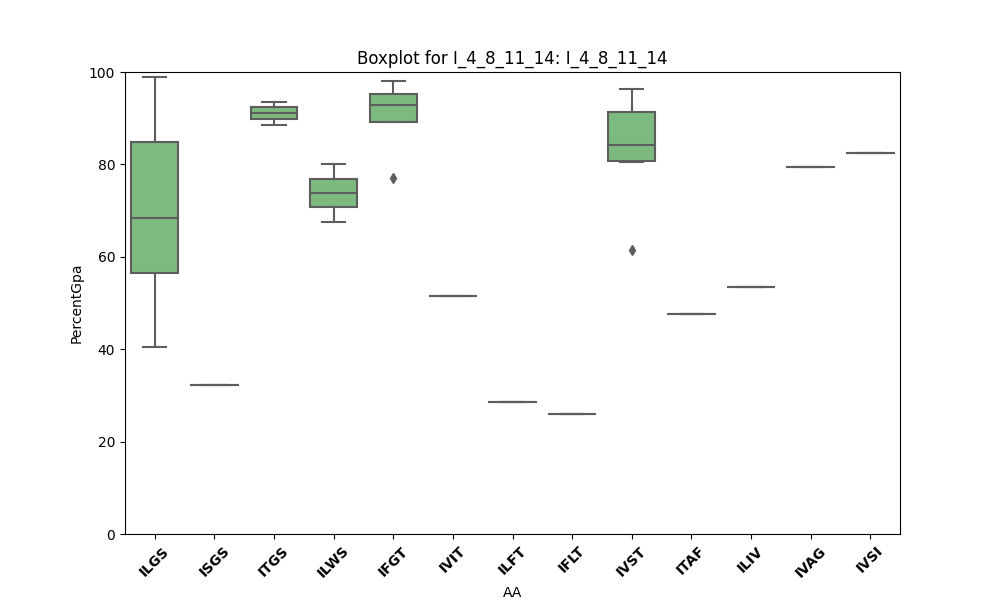 Boxplot for I_4_8_11_14: I_4_8_11_14
100
80
60
40
20
0
PercentGpa
ILGS ISGS ITGS ILWS IFGT IVIT ILFT IFLT IVST ITAF ILIV IVAG IVSI
AA